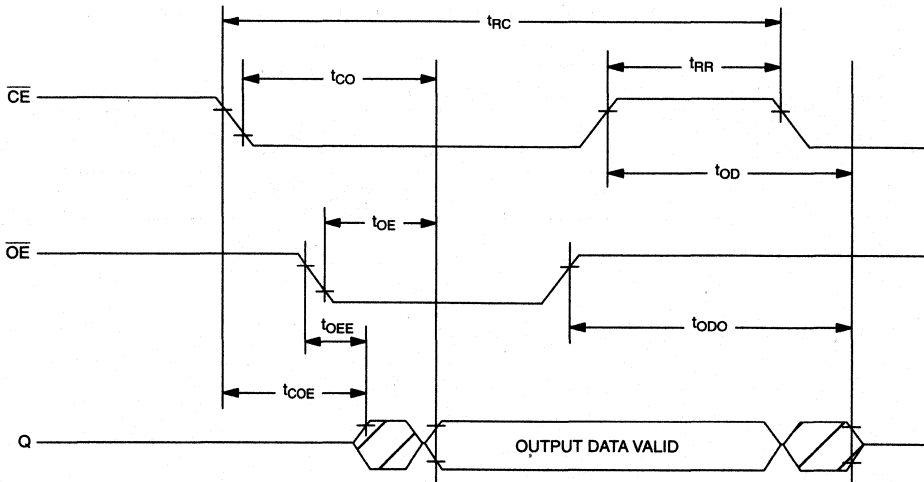 tRC
tCO
tRR
CE
tOD
tOE
OE
tOEE
tODO
tCOE
Q
OUTPUT DATA VALID